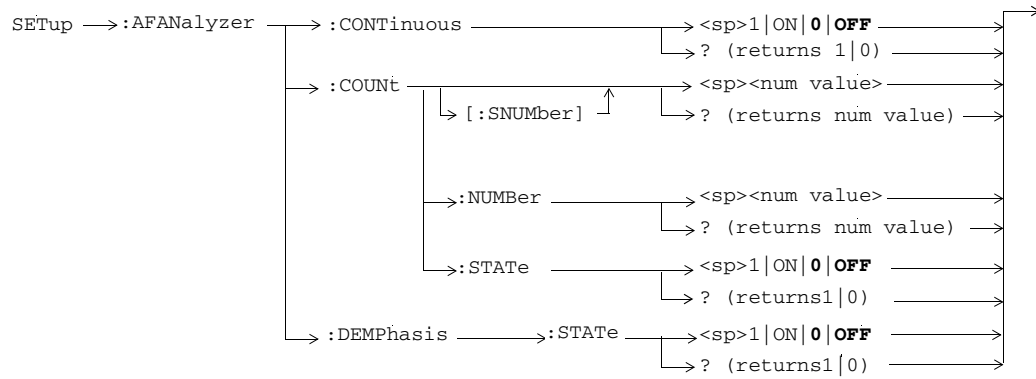 SETup :AFANalyzer :CONTinuous <sp>1|ON|0|OFF
? (returns 1|0)
:COUNt <sp><num value>
[:SNUMber] ? (returns num value)
:NUMBer <sp><num value>
? (returns num value)
:STATe <sp>1|ON|0|OFF
? (returns1|0)
:DEMPhasis :STATe <sp>1|ON|0|OFF
? (returns1|0)